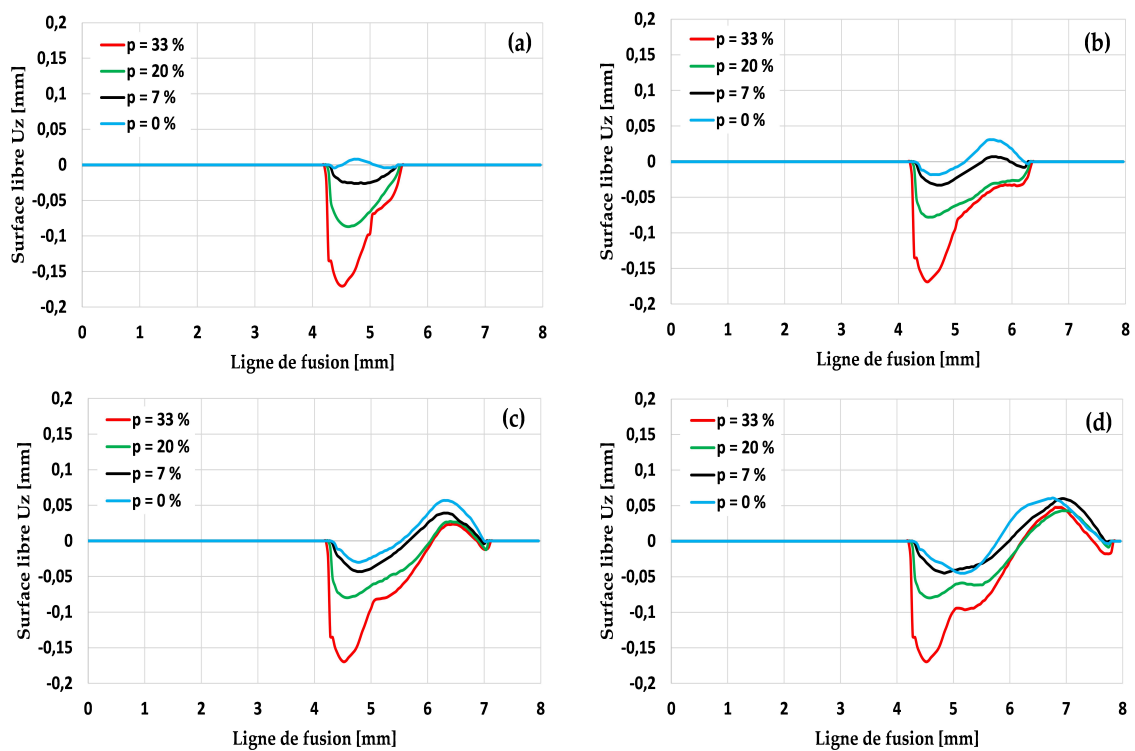 (a)
Surface libre Uz [mm]
0,2
0,15
0,1
0,05
0
-0,05
-0,1
-0,15
-0,2
p = 33 %
p = 20 %
p = 7 %
p = 0 %
0 1 2 3 4 5 6 7 8
Ligne de fusion [mm]
(b)
Surface libre Uz [mm]
0,2
0,15
0,1
0,05
0
-0,05
-0,1
-0,15
-0,2
p = 33 %
p = 20 %
p = 7 %
p = 0 %
0 1 2 3 4 5 6 7 8
Ligne de fusion [mm]
(c)
Surface libre Uz [mm]
0,2
0,15
0,1
0,05
0
-0,05
-0,1
-0,15
-0,2
p = 33 %
p = 20 %
p = 7 %
p = 0 %
0 1 2 3 4 5 6 7 8
Ligne de fusion [mm]
(d)
Surface libre Uz [mm]
0,2
0,15
0,1
0,05
0
-0,05
-0,1
-0,15
-0,2
p = 33 %
p = 20 %
p = 7 %
p = 0 %
0 1 2 3 4 5 6 7 8
Ligne de fusion [mm]